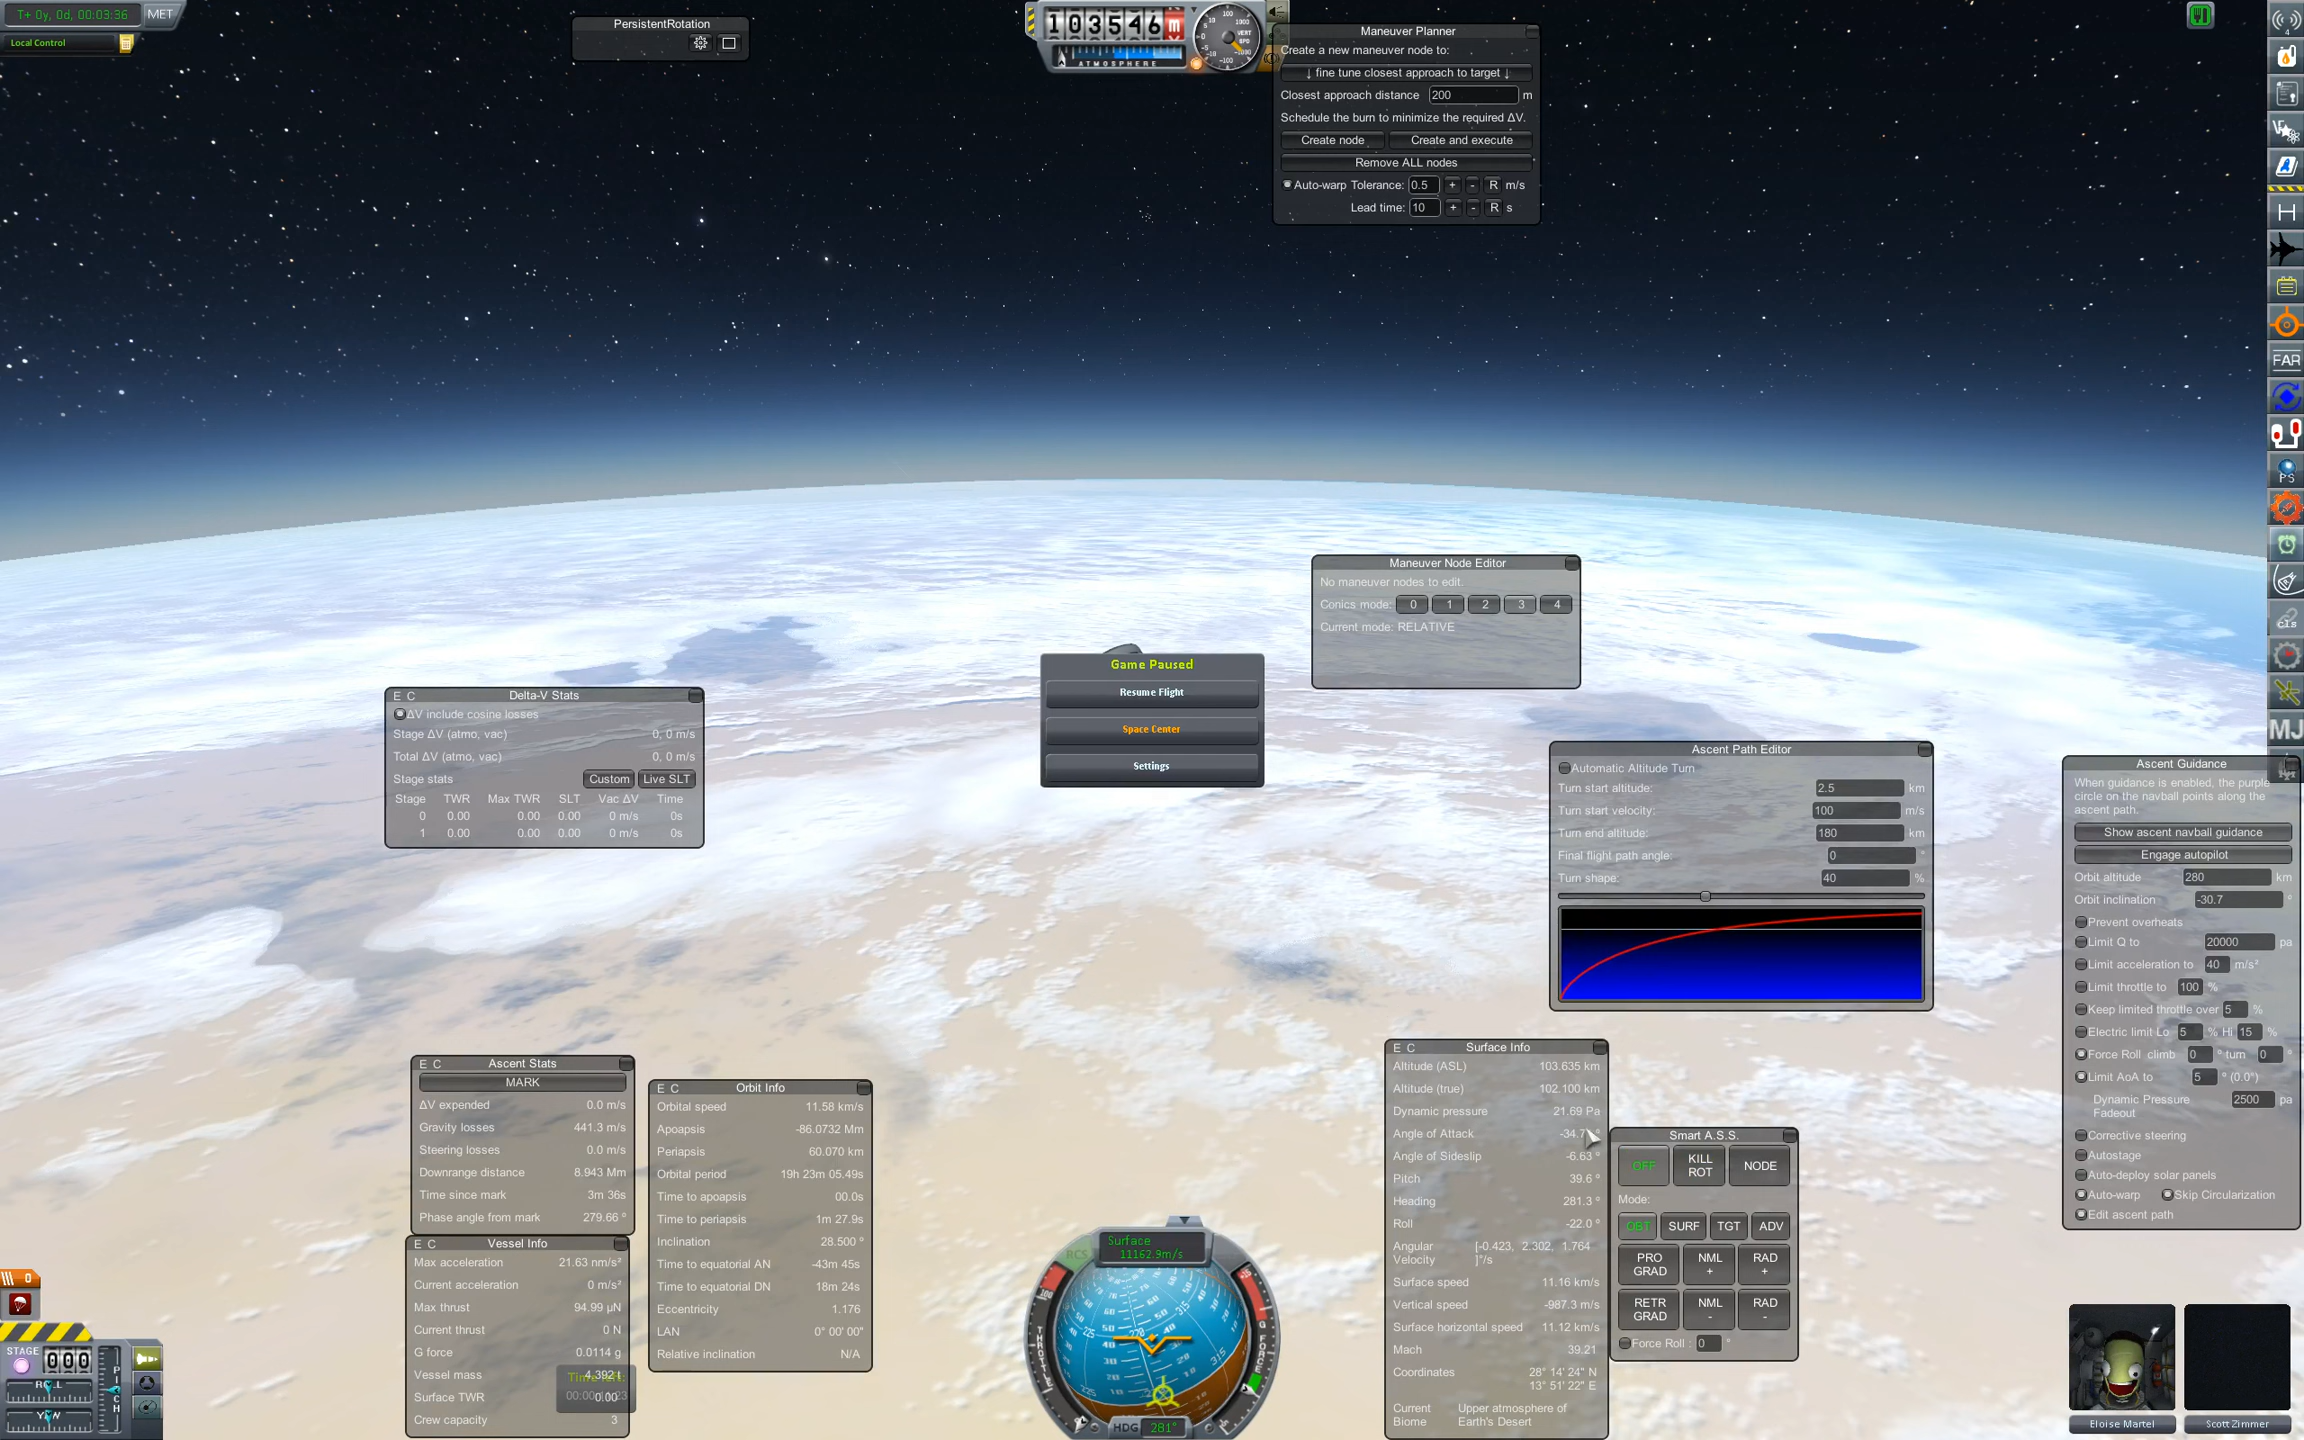 T+ 0y, 0d, 00:03:36 MET
Local Control
PersistentRotation
103546 m
ATMOSPHERE
Maneuver Planner
Create a new maneuver node to:
↓ fine tune closest approach to target ↓
Closest approach distance 200 m
Schedule the burn to minimize the required ΔV.
Create node Create and execute
Remove ALL nodes
Auto-warp Tolerance: 0.5 + - R m/s
Lead time: 10 + - R s
FAR
PS
cls
MJ
Maneuver Node Editor
No maneuver nodes to edit.
Conics mode: 0 1 2 3 4
Current mode: RELATIVE
Game Paused
Resume Flight
Space Center
Settings
E C Delta-V Stats
ΔV include cosine losses
Stage ΔV (atmo, vac) 0, 0 m/s
Total ΔV (atmo, vac) 0, 0 m/s
Stage stats Custom Live SLT
Stage TWR Max TWR SLT Vac ΔV Time
0 0.00 0.00 0.00 0 m/s 0s
1 0.00 0.00 0.00 0 m/s 0s
Ascent Path Editor
Automatic Altitude Turn
Turn start altitude: 2.5 km
Turn start velocity: 100 m/s
Turn end altitude: 180 km
Final flight path angle: 0 °
Turn shape: 40 %
Ascent Guidance
When guidance is enabled, the purple
circle on the navball points along the
ascent path.
Show ascent navball guidance
Engage autopilot
Orbit altitude 280 km
Orbit inclination -30.7 °
Prevent overheats
Limit Q to 20000 pa
Limit acceleration to 40 m/s²
Limit throttle to 100 %
Keep limited throttle over 5 %
Electric limit Lo 5 % Hi 15 %
Force Roll climb 0 ° turn 0 °
Limit AoA to 5 ° (0.0°)
Dynamic Pressure
Fadeout 2500 pa
Corrective steering
Autostage
Auto-deploy solar panels
Auto-warp Skip Circularization
Edit ascent path
E C Ascent Stats
MARK
ΔV expended 0.0 m/s
Gravity losses 441.3 m/s
Steering losses 0.0 m/s
Downrange distance 8.943 Mm
Time since mark 3m 36s
Phase angle from mark 279.66 °
E C Vessel Info
Max acceleration 21.63 nm/s²
Current acceleration 0 m/s²
Max thrust 94.99 µN
Current thrust 0 N
G force 0.0114 g
Vessel mass 4.392 t
Surface TWR 0.00
Crew capacity 3
E C Orbit Info
Orbital speed 11.58 km/s
Apoapsis -86.0732 Mm
Periapsis 60.070 km
Orbital period 19h 23m 05.49s
Time to apoapsis 00.0s
Time to periapsis 1m 27.9s
Inclination 28.500 °
Time to equatorial AN -43m 45s
Time to equatorial DN 18m 24s
Eccentricity 1.176
LAN 0° 00' 00"
Relative inclination N/A
E C Surface Info
Altitude (ASL) 103.635 km
Altitude (true) 102.100 km
Dynamic pressure 21.69 Pa
Angle of Attack
Angle of Sideslip -6.63 °
Pitch 39.6 °
Heading 281.3 °
Roll -22.0 °
Angular [-0.423, 2.302, 1.764
Velocity ]°/s
Surface speed 11.16 km/s
Vertical speed -987.3 m/s
Surface horizontal speed 11.12 km/s
Mach 39.21
Coordinates 28° 14' 24" N
13° 51' 22" E
Current Upper atmosphere of
Biome Earth's Desert
Smart A.S.S.
OFF KILL ROT NODE
Mode:
OBT SURF TGT ADV
PRO GRAD NML + RAD +
RETR GRAD NML - RAD -
Force Roll : 0 °
RCS
Surface
11162.9m/s
THROTTLE
G FORCE
HDG 281°
0
STAGE 000
ROLL
YAW
PITCH
Eloise Martel Scott Zimmer